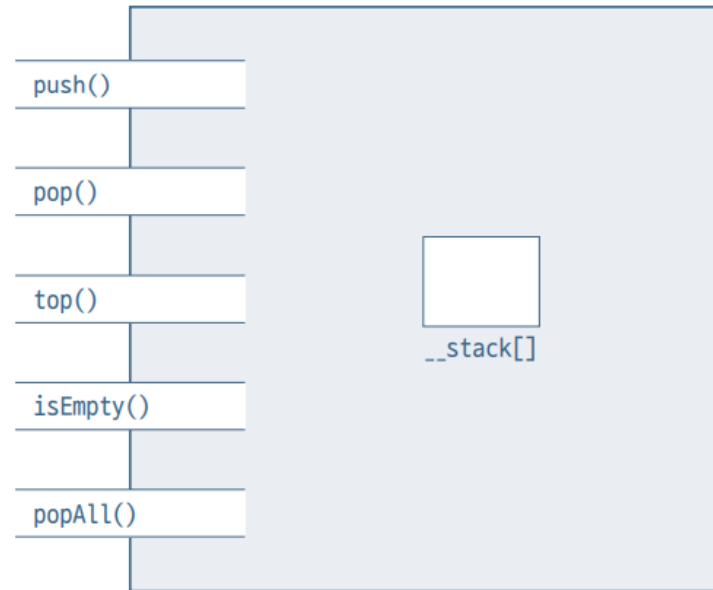 push()
pop()
top()
__stack[]
isEmpty()
popAll()